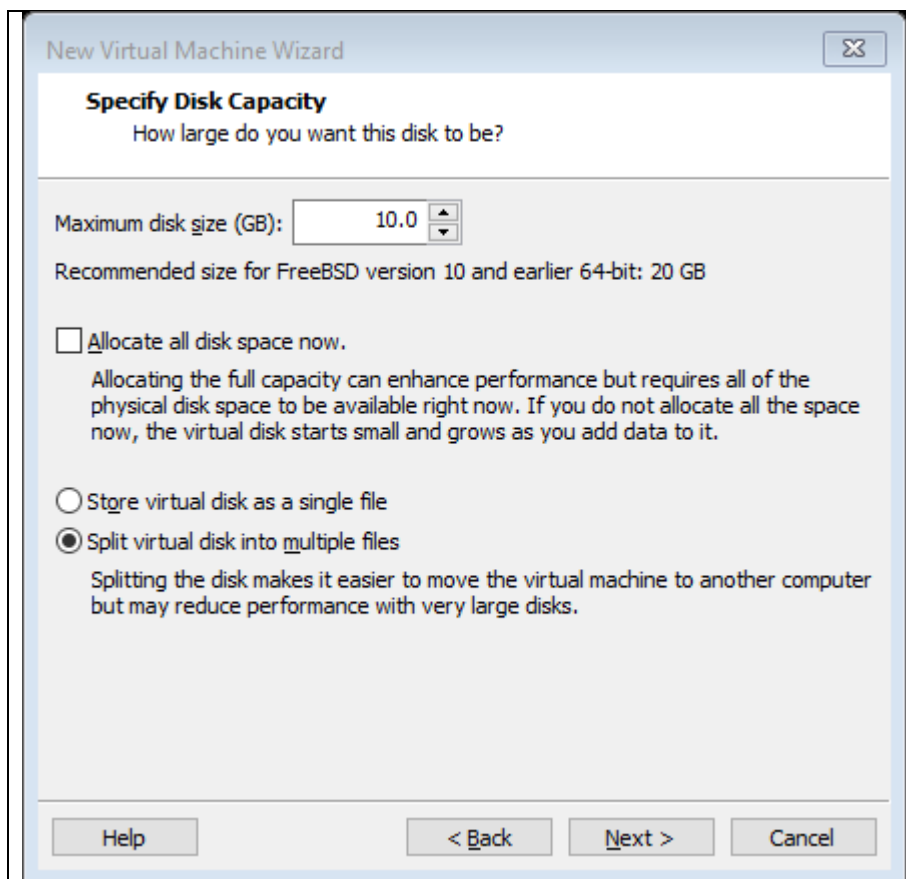 New Virtual Machine Wizard
Specify Disk Capacity
How large do you want this disk to be?
Maximum disk size (GB): 10.0
Recommended size for FreeBSD version 10 and earlier 64-bit: 20 GB
Allocate all disk space now.
Allocating the full capacity can enhance performance but requires all of the
physical disk space to be available right now. If you do not allocate all the space
now, the virtual disk starts small and grows as you add data to it.
Store virtual disk as a single file
Split virtual disk into multiple files
Splitting the disk makes it easier to move the virtual machine to another computer
but may reduce performance with very large disks.
Help < Back Next > Cancel